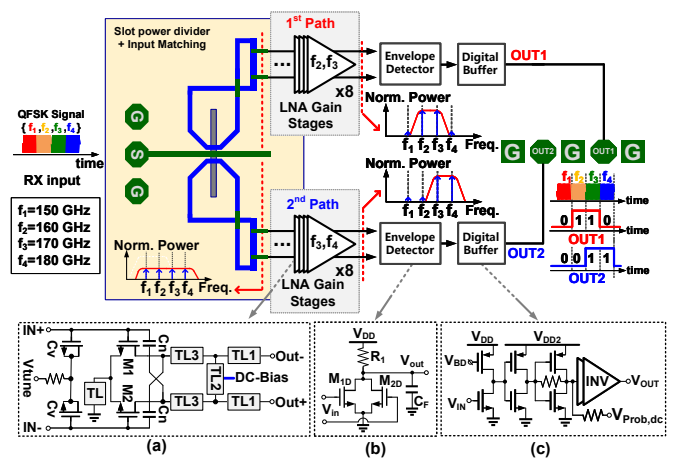 Slot power divider
+ Input Matching
1st Path
f2,f3
x8
LNA Gain
Stages
Envelope
Detector
Digital
Buffer
OUT1
QFSK Signal
{f1,f2,f3,f4}
time
RX input
G
S
G
Norm. Power
f1 f2 f3 f4 Freq.
Norm. Power
f1 f2 f3 f4 Freq.
G
OUT2
G
OUT1
G
f1=150 GHz
f2=160 GHz
f3=170 GHz
f4=180 GHz
Norm. Power
f1 f2 f3 f4 Freq.
2nd Path
f3,f4
x8
LNA Gain
Stages
Envelope
Detector
Digital
Buffer
OUT2
f1 f2 f3 f4
time
0 1 1 0
time
OUT1
0 0 1 1
time
OUT2
IN+
Cv
Vtune
Cv
IN-
TL
M1
M2
Cn
Cn
TL3
TL1
Out-
TL2
DC-Bias
TL3
TL1
Out+
(a)
VDD
R1
Vout
M1D
M2D
Vin
CF
(b)
VDD
VDD2
VBD
VIN
INV
VOUT
VProb,dc
(c)